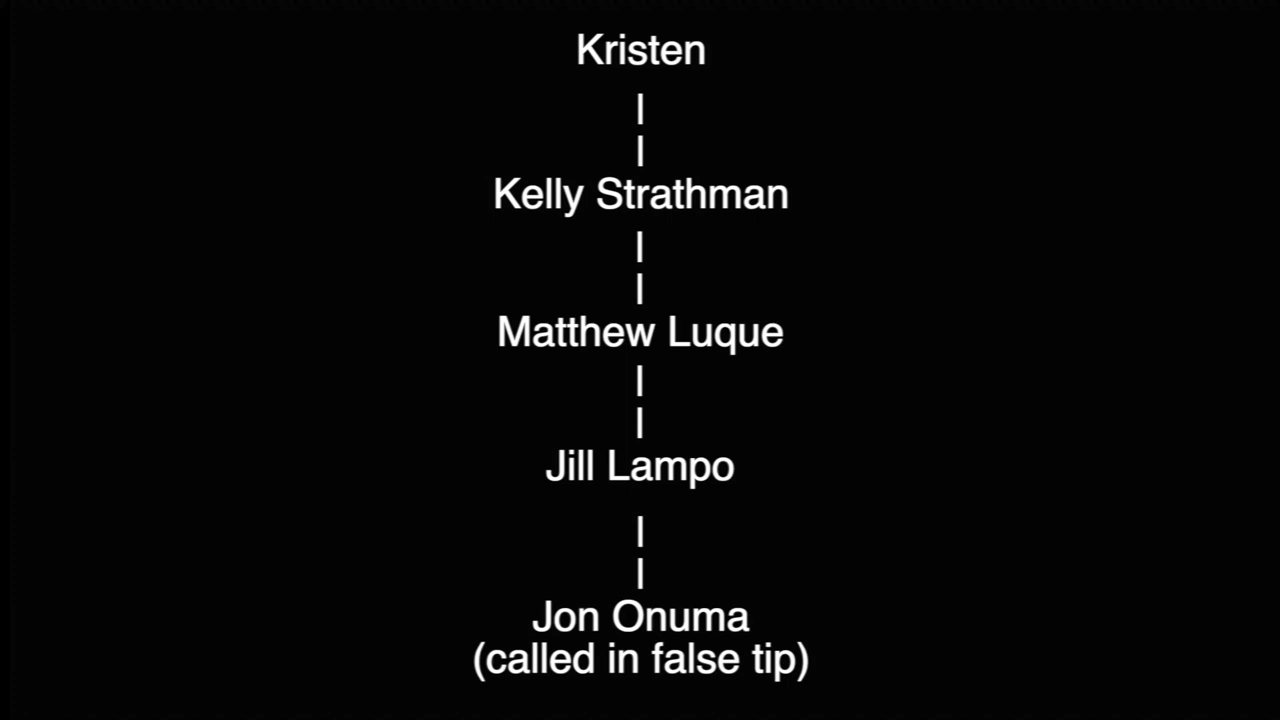 Kristen
|
|
Kelly Strathman
|
|
Matthew Luque
|
|
Jill Lampo
|
|
Jon Onuma
(called in false tip)